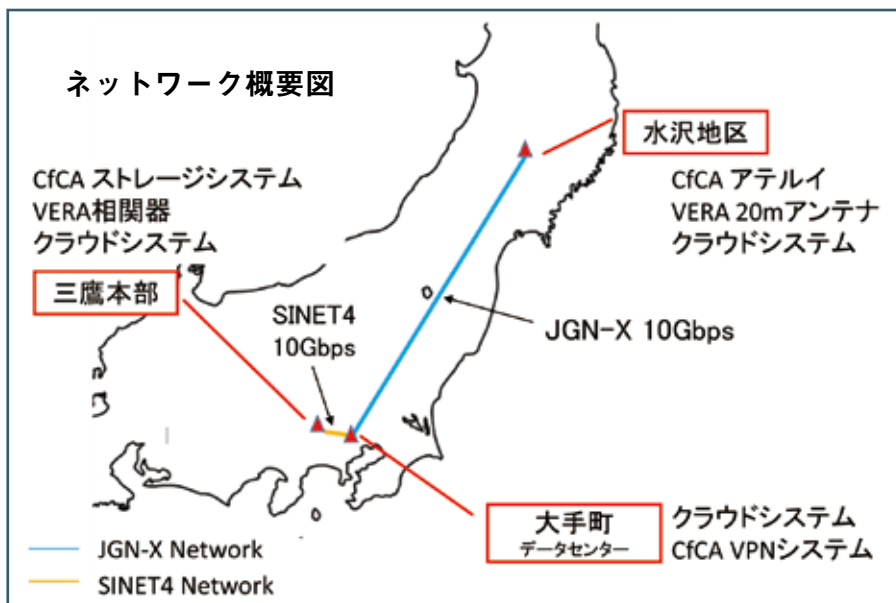 ネットワーク概要図
水沢地区
CfCA アテルイ
VERA 20mアンテナ
クラウドシステム
CfCA ストレージシステム
VERA相関器
クラウドシステム
三鷹本部
SINET4
10Gbps
JGN-X 10Gbps
大手町
データセンター
クラウドシステム
CfCA VPNシステム
JGN-X Network
SINET4 Network